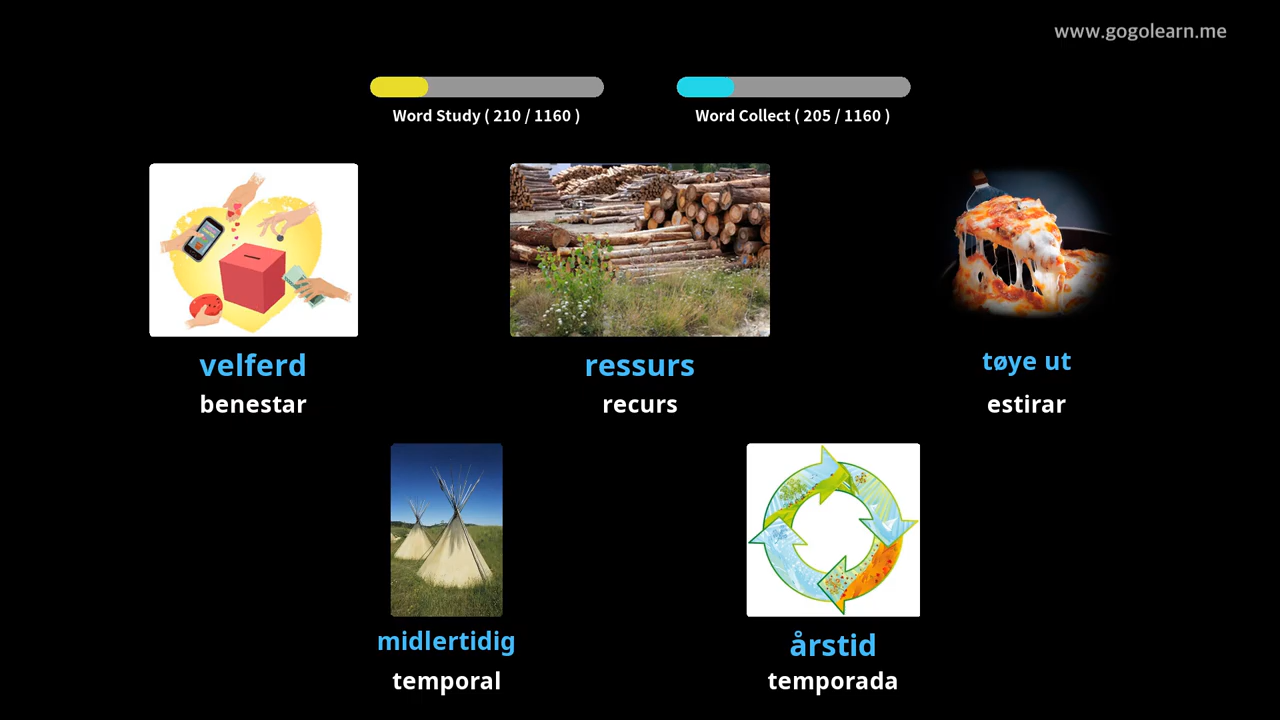 www.gogolearn.me
Word Study ( 210 / 1160 )
Word Collect ( 205 / 1160 )
velferd
benestar
ressurs
recurs
tøye ut
estirar
midlertidig
temporal
årstid
temporada